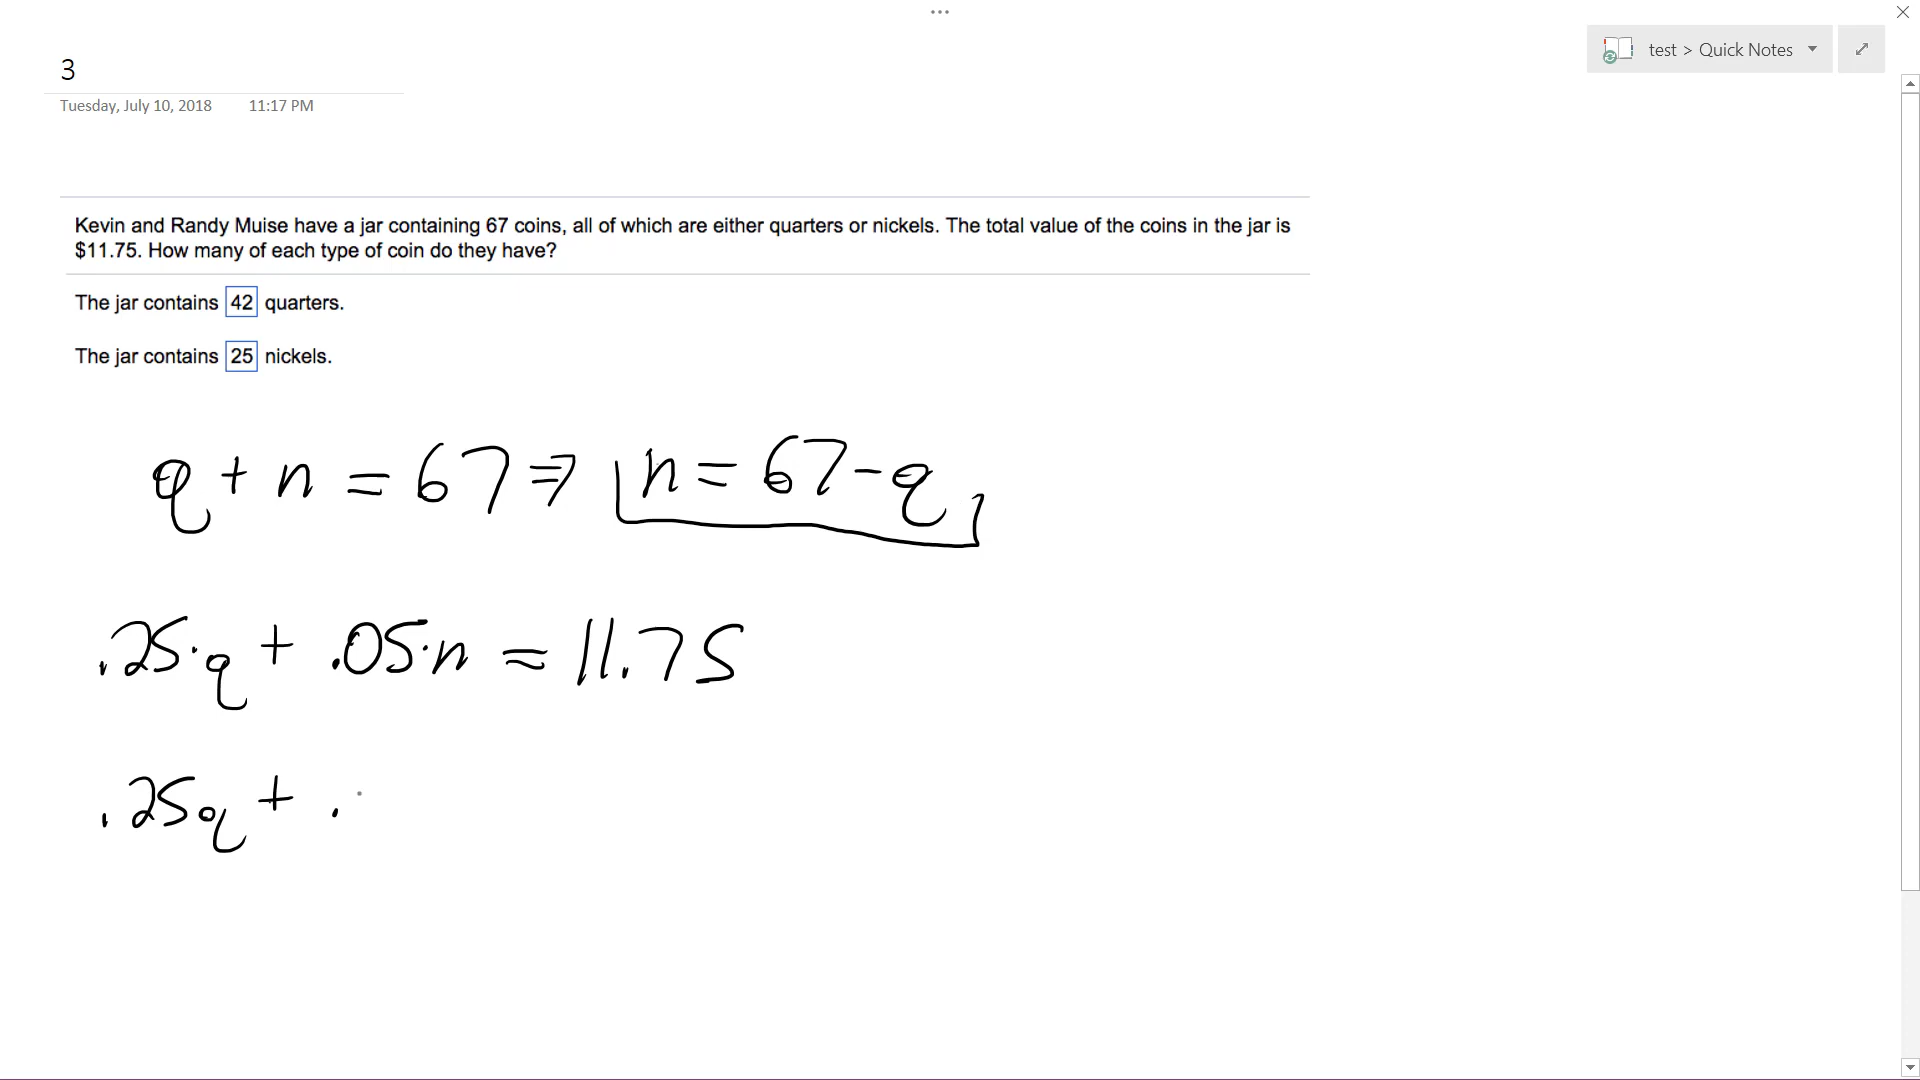 ...
test > Quick Notes
3
Tuesday, July 10, 2018 11:17 PM
Kevin and Randy Muise have a jar containing 67 coins, all of which are either quarters or nickels. The total value of the coins in the jar is
$11.75. How many of each type of coin do they have?
The jar contains 42 quarters.
The jar contains 25 nickels.
q + n = 67 ⇒ n = 67 - q
.25·q + .05·n = 11.75
.25q + .